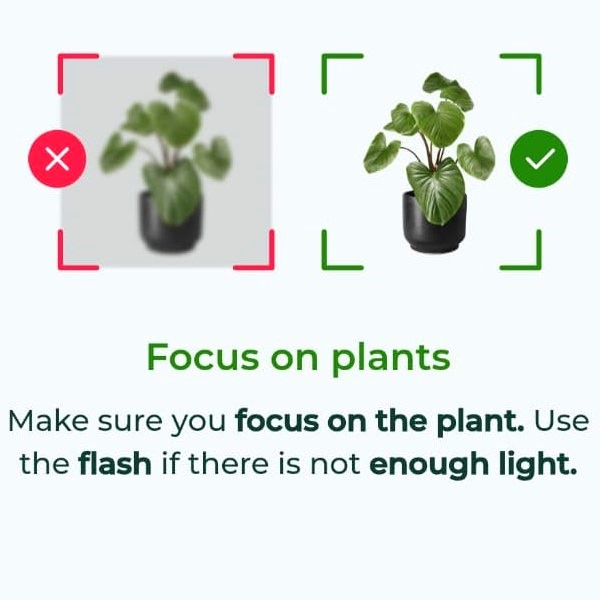 Focus on plants
Make sure you focus on the plant. Use
the flash if there is not enough light.